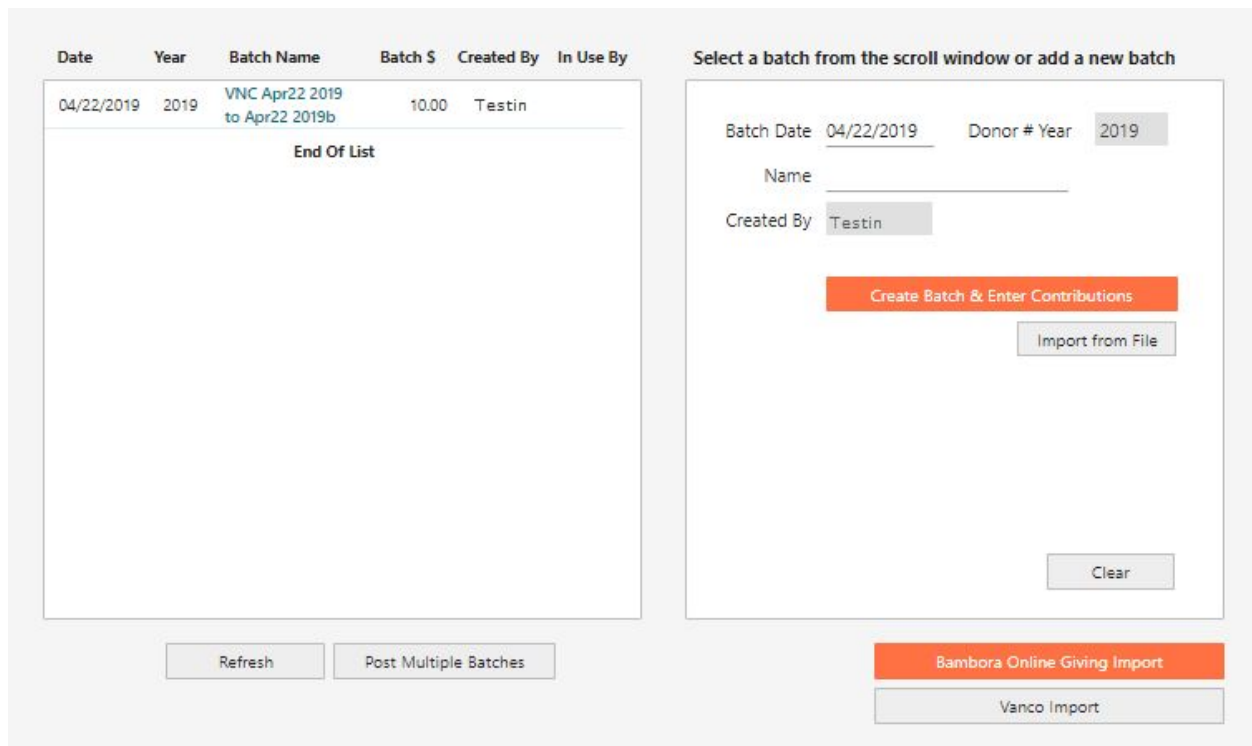 Date Year Batch Name Batch $ Created By In Use By
04/22/2019 2019 VNC Apr22 2019 10.00 Testin
to Apr22 2019b
End Of List
Refresh Post Multiple Batches
Select a batch from the scroll window or add a new batch
Batch Date 04/22/2019 Donor # Year 2019
Name
Created By Testin
Create Batch & Enter Contributions
Import from File
Clear
Bambora Online Giving Import
Vanco Import